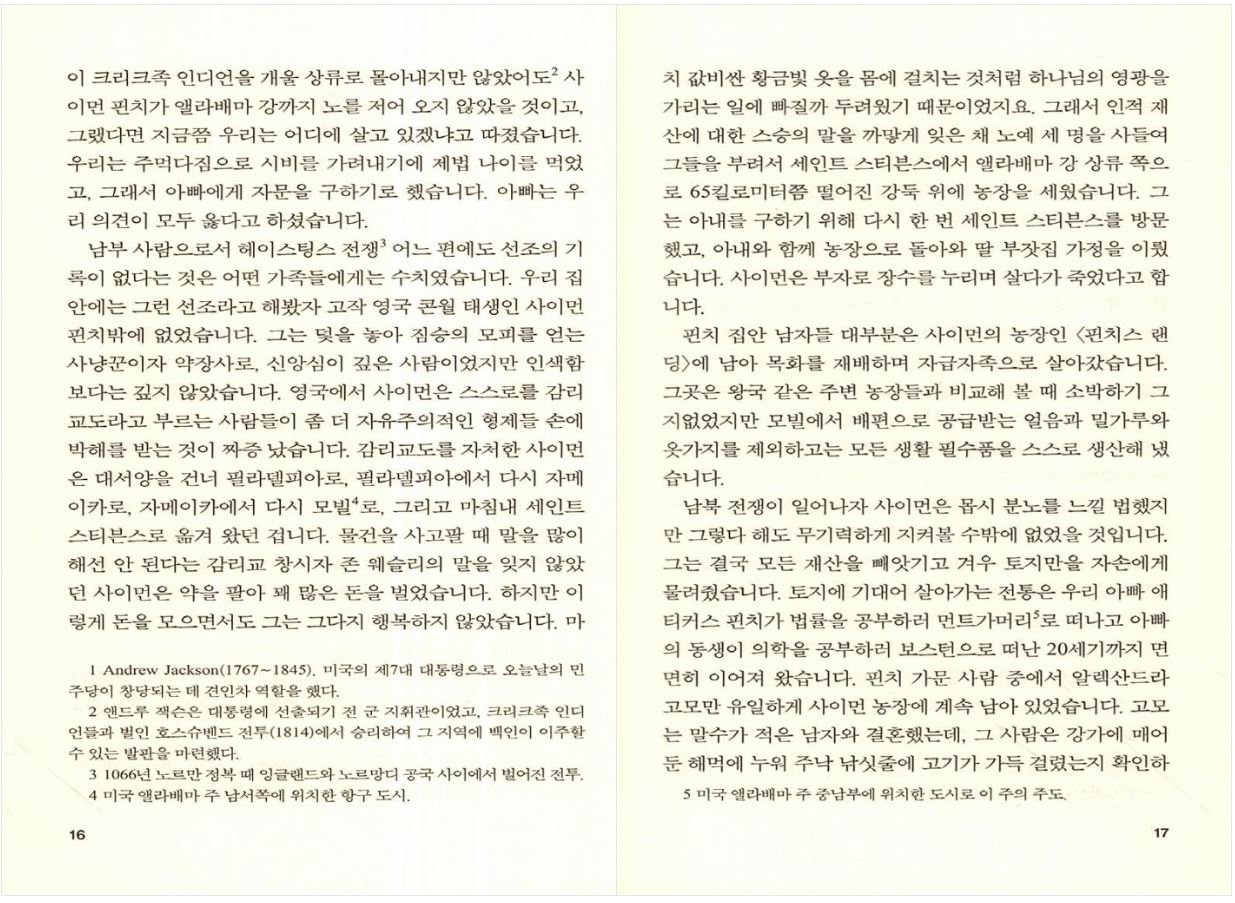 이 크리크족 인디언을 개울 상류로 몰아내지만 않았어도2 사
이먼 핀치가 앨라배마 강까지 노를 저어 오지 않았을 것이고,
그랬다면 지금쯤 우리는 어디에 살고 있겠냐고 따졌습니다.
우리는 주먹다짐으로 시비를 가려내기에 제법 나이를 먹었
고, 그래서 아빠에게 자문을 구하기로 했습니다. 아빠는 우
리 의견이 모두 옳다고 하셨습니다.
남부 사람으로서 헤이스팅스 전쟁3 어느 편에도 선조의 기
록이 없다는 것은 어떤 가족들에게는 수치였습니다. 우리 집
안에는 그런 선조라고 해봤자 고작 영국 콘월 태생인 사이먼
핀치밖에 없었습니다. 그는 덫을 놓아 짐승의 모피를 얻는
사냥꾼이자 약장사로, 신앙심이 깊은 사람이었지만 인색함
보다는 깊지 않았습니다. 영국에서 사이먼은 스스로를 감리
교도라고 부르는 사람들이 좀 더 자유주의적인 형제들 손에
박해를 받는 것이 짜증 났습니다. 감리교도를 자처한 사이먼
은 대서양을 건너 필라델피아로, 필라델피아에서 다시 자메
이카로, 자메이카에서 다시 모빌4로, 그리고 마침내 세인트
스티븐스로 옮겨 왔던 겁니다. 물건을 사고팔 때 말을 많이
해선 안 된다는 감리교 창시자 존 웨슬리의 말을 잊지 않았
던 사이먼은 약을 팔아 꽤 많은 돈을 벌었습니다. 하지만 이
렇게 돈을 모으면서도 그는 그다지 행복하지 않았습니다. 마
1 Andrew Jackson(1767~1845). 미국의 제7대 대통령으로 오늘날의 민
주당이 창당되는 데 견인차 역할을 했다.
2 앤드루 잭슨은 대통령에 선출되기 전 군 지휘관이었고, 크리크족 인디
언들과 벌인 호스슈벤드 전투(1814)에서 승리하여 그 지역에 백인이 이주할
수 있는 발판을 마련했다.
3 1066년 노르만 정복 때 잉글랜드와 노르망디 공국 사이에서 벌어진 전투.
4 미국 앨라배마 주 남서쪽에 위치한 항구 도시.
16
치 값비싼 황금빛 옷을 몸에 걸치는 것처럼 하나님의 영광을
가리는 일에 빠질까 두려웠기 때문이었지요. 그래서 인적 재
산에 대한 스승의 말을 까맣게 잊은 채 노예 세 명을 사들여
그들을 부려서 세인트 스티븐스에서 앨라배마 강 상류 쪽으
로 65킬로미터쯤 떨어진 강둑 위에 농장을 세웠습니다. 그
는 아내를 구하기 위해 다시 한 번 세인트 스티븐스를 방문
했고, 아내와 함께 농장으로 돌아와 딸 부잣집 가정을 이뤘
습니다. 사이먼은 부자로 장수를 누리며 살다가 죽었다고 합
니다.
핀치 집안 남자들 대부분은 사이먼의 농장인 〈핀치스 랜
딩〉에 남아 목화를 재배하며 자급자족으로 살아갔습니다.
그곳은 왕국 같은 주변 농장들과 비교해 볼 때 소박하기 그
지없었지만 모빌에서 배편으로 공급받는 얼음과 밀가루와
옷가지를 제외하고는 모든 생활 필수품을 스스로 생산해 냈
습니다.
남북 전쟁이 일어나자 사이먼은 몹시 분노를 느낄 법했지
만 그렇다 해도 무기력하게 지켜볼 수밖에 없었을 것입니다.
그는 결국 모든 재산을 빼앗기고 겨우 토지만을 자손에게
물려줬습니다. 토지에 기대어 살아가는 전통은 우리 아빠 애
티커스 핀치가 법률을 공부하러 먼트가머리5로 떠나고 아빠
의 동생이 의학을 공부하러 보스턴으로 떠난 20세기까지 면
면히 이어져 왔습니다. 핀치 가문 사람 중에서 알렉산드라
고모만 유일하게 사이먼 농장에 계속 남아 있었습니다. 고모
는 말수가 적은 남자와 결혼했는데, 그 사람은 강가에 매어
둔 해먹에 누워 주낙 낚싯줄에 고기가 가득 걸렸는지 확인하
5 미국 앨라배마 주 중남부에 위치한 도시로 이 주의 주도.
17